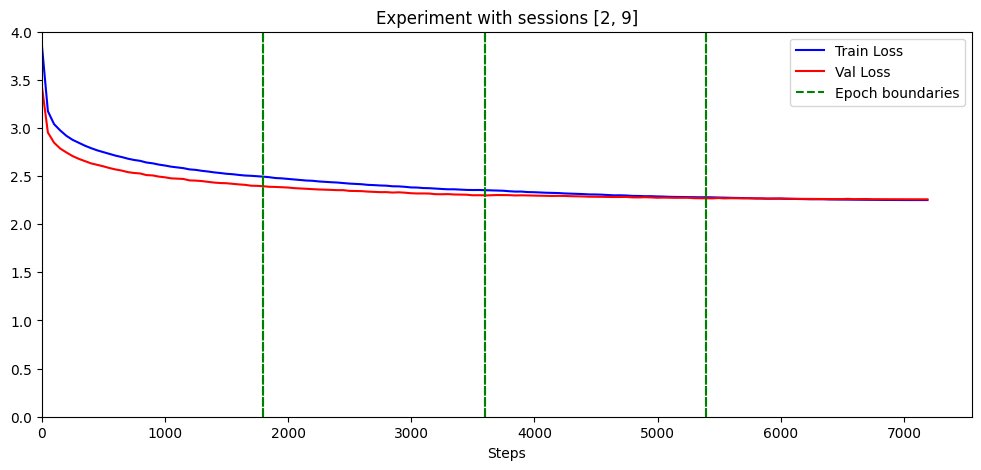 Experiment with sessions [2, 9]
4.0
3.5
3.0
2.5
2.0
1.5
1.0
0.5
0.0
Train Loss
Val Loss
Epoch boundaries
0 1000 2000 3000 4000 5000 6000 7000
Steps